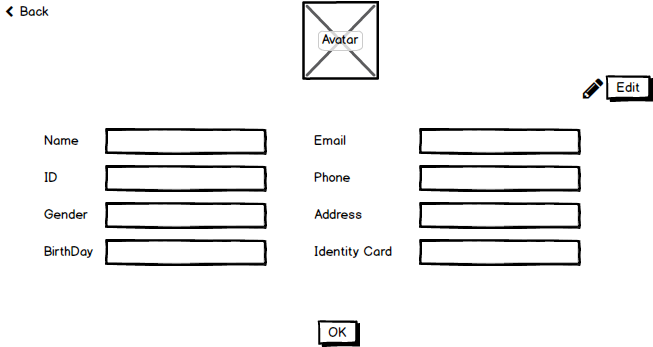 Back
Avatar
Edit
Name
Email
ID
Phone
Gender
Address
BirthDay
Identity Card
OK